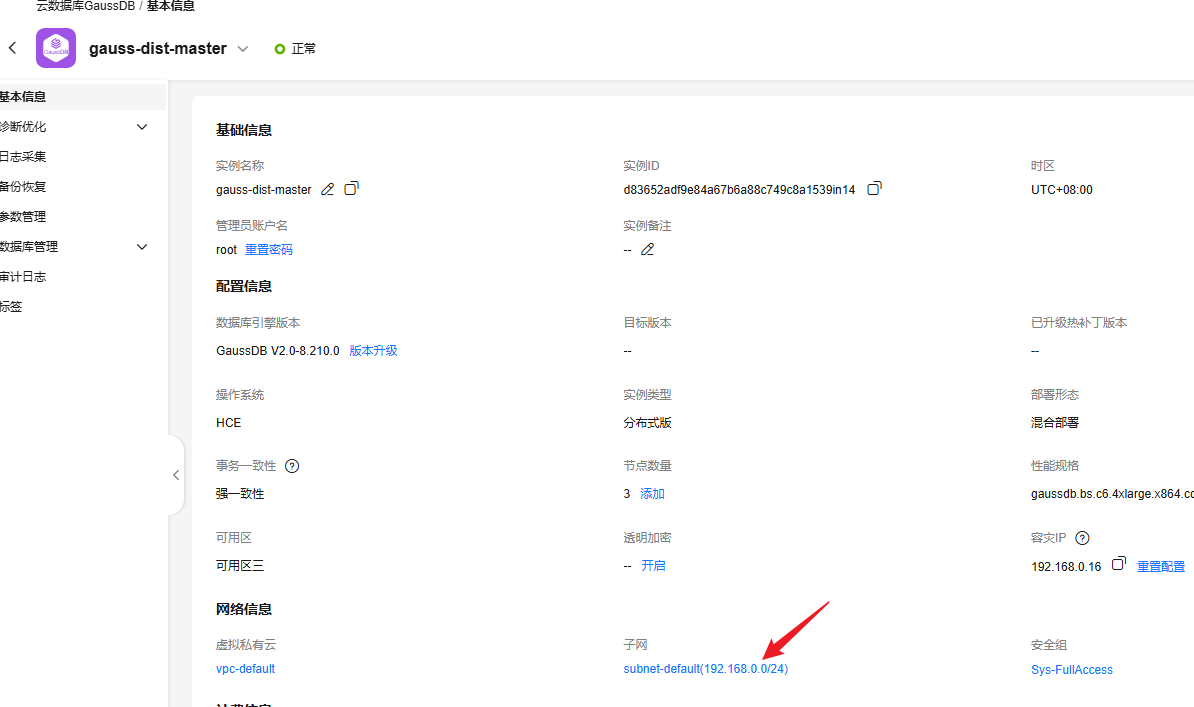 云数据库GaussDB / 基本信息
gauss-dist-master 正常
基本信息
诊断优化
日志采集
备份恢复
参数管理
数据库管理
审计日志
标签
基础信息
实例名称 实例ID 时区
gauss-dist-master d83652adf9e84a67b6a88c749c8a1539in14 UTC+08:00
管理员账户名 实例备注
root 重置密码 --
配置信息
数据库引擎版本 目标版本 已升级热补丁版本
GaussDB V2.0-8.210.0 版本升级 -- --
操作系统 实例类型 部署形态
HCE 分布式版 混合部署
事务一致性 节点数量 性能规格
强一致性 3 添加 gaussdb.bs.c6.4xlarge.x864.co
可用区 透明加密 容灾IP
可用区三 -- 开启 192.168.0.16 重置配置
网络信息
虚拟私有云 子网 安全组
vpc-default subnet-default(192.168.0.0/24) Sys-FullAccess
计费信息